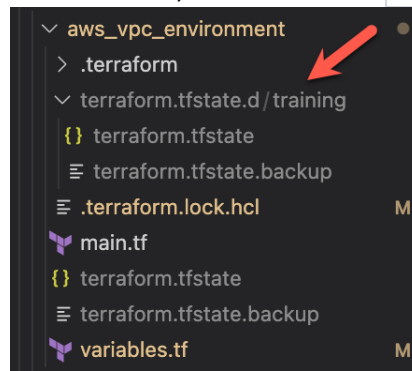 aws_vpc_environment
.terraform
terraform.tfstate.d/training
{} terraform.tfstate
terraform.tfstate.backup
.terraform.lock.hcl M
main.tf
{} terraform.tfstate
terraform.tfstate.backup
variables.tf M